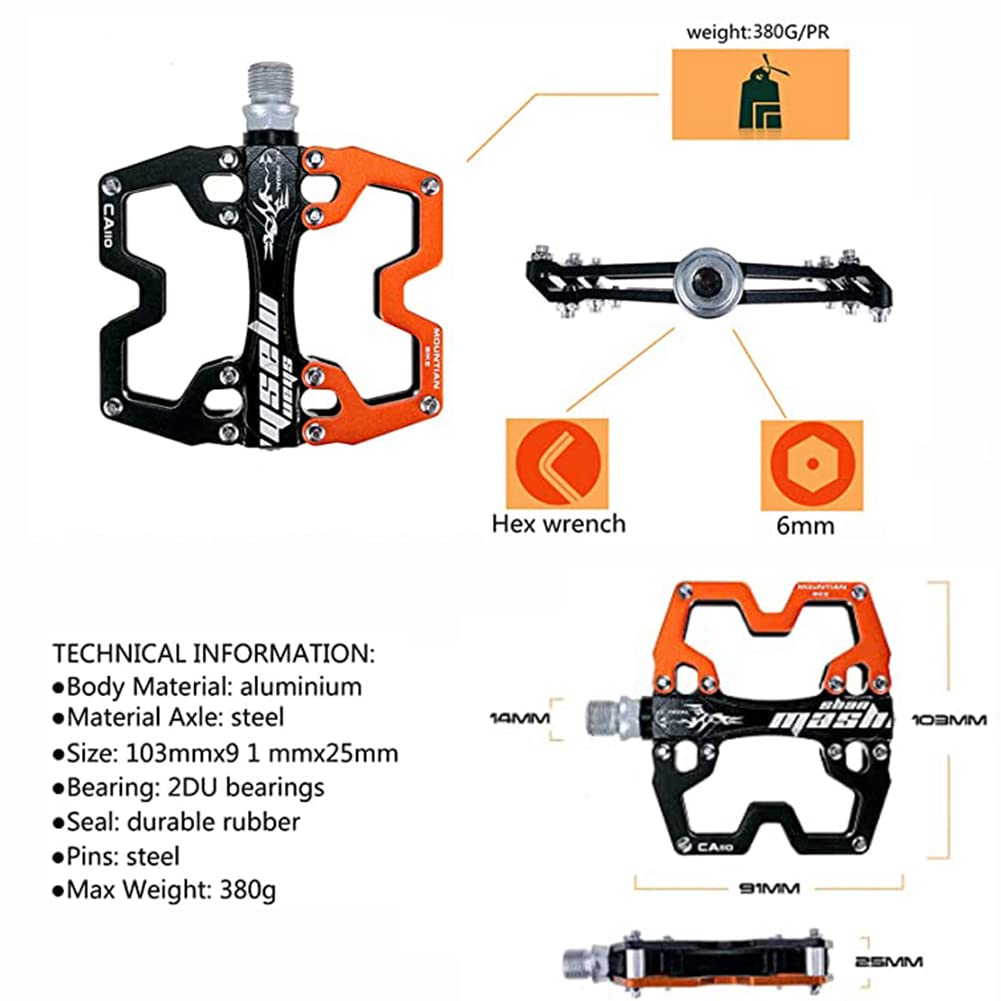 weight:380G/PR
PEDAL
CA110
MOUNTIAN
BIKE
shan
mash.
Hex wrench
6mm
TECHNICAL INFORMATION:
●Body Material: aluminium
●Material Axle: steel
●Size: 103mmx9 1 mmx25mm
●Bearing: 2DU bearings
●Seal: durable rubber
●Pins: steel
●Max Weight: 380g
MOUNTIAN
BIKE
14MM
shan
mash.
103MM
CA110
91MM
25MM